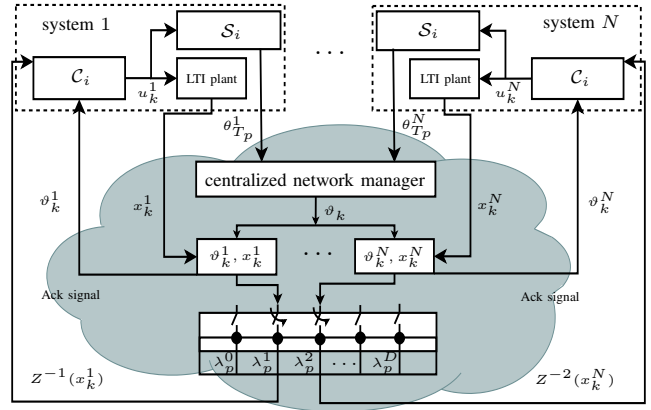 system 1
system N
S_i
S_i
C_i
LTI plant
u_k^1
. . .
LTI plant
u_k^N
C_i
θ_{T_p}^1
θ_{T_p}^N
centralized network manager
ϑ_k^1
x_k^1
ϑ_k
x_k^N
ϑ_k^N
ϑ_k^1, x_k^1
. . .
ϑ_k^N, x_k^N
Ack signal
Ack signal
λ_p^0 λ_p^1 λ_p^2 . . . λ_p^D
Z^{-1}(x_k^1)
Z^{-2}(x_k^N)